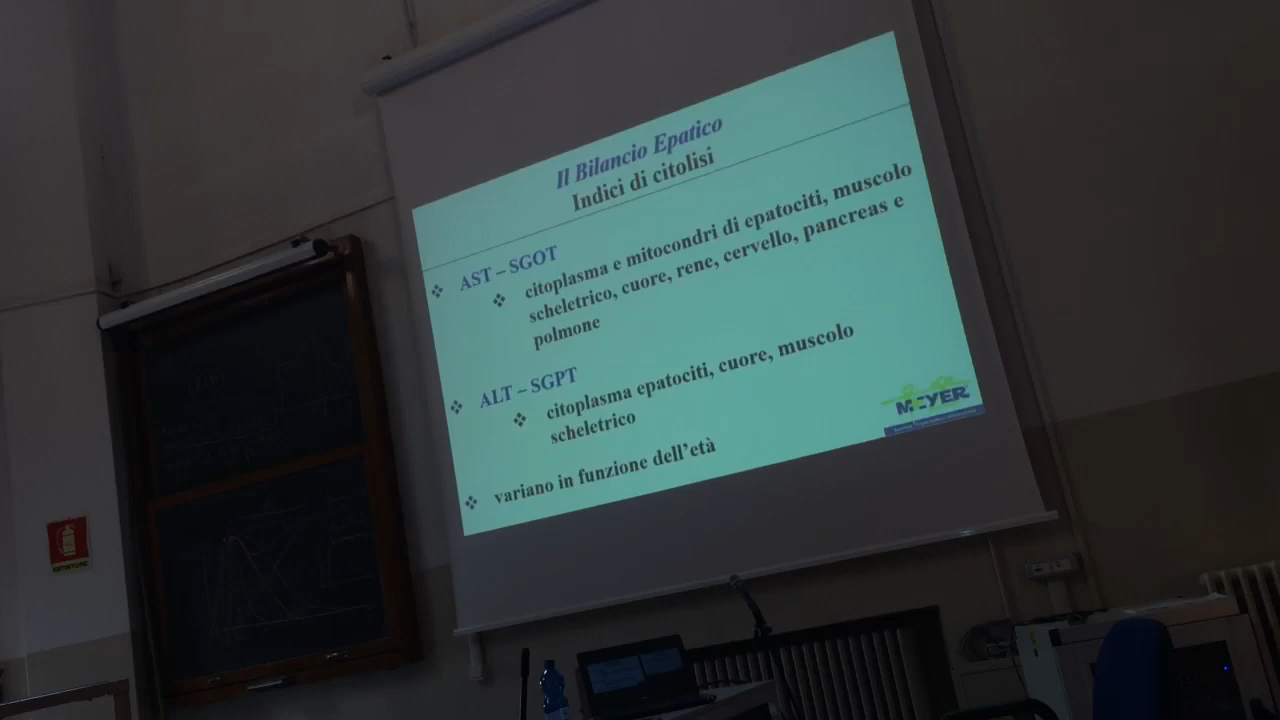 Il Bilancio Epatico
Indici di citolisi
AST – SGOT
citoplasma e mitocondri di epatociti, muscolo
scheletrico, cuore, rene, cervello, pancreas e
polmone
ALT – SGPT
citoplasma epatociti, cuore, muscolo
scheletrico
variano in funzione dell'età
MEYER
ESTINTORE